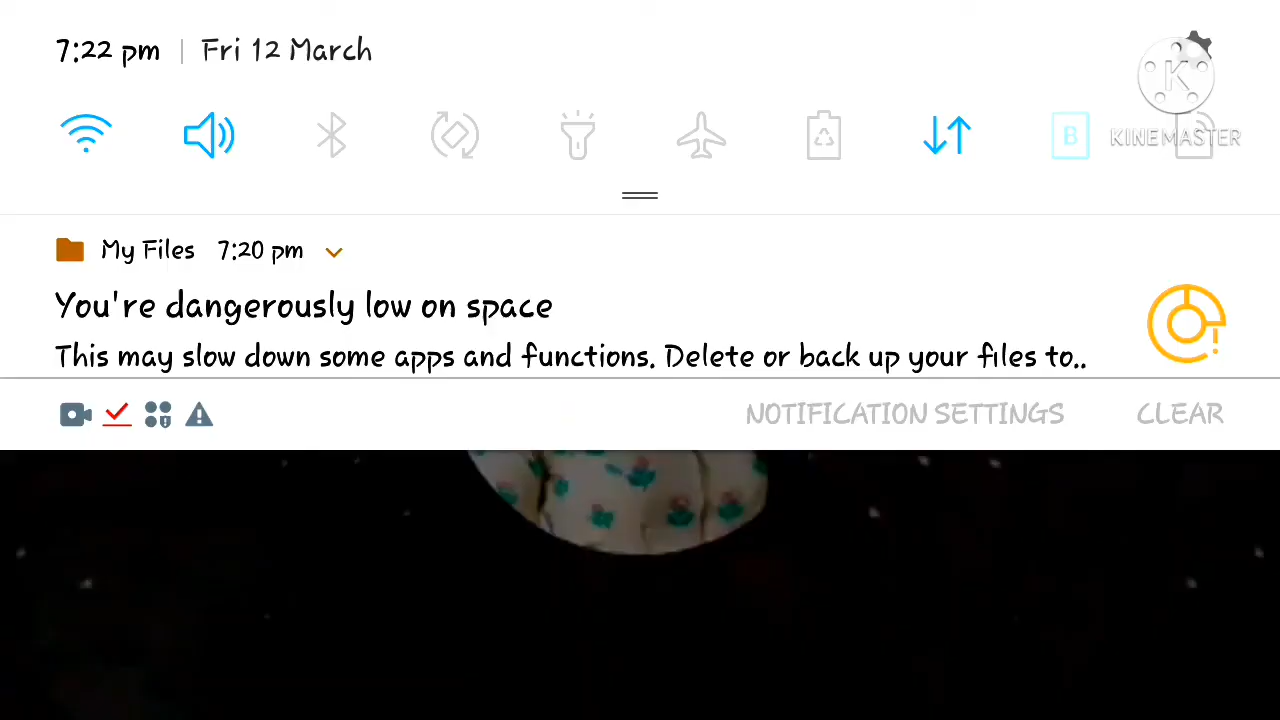 7:22 pm | Fri 12 March
K
KINEMASTER
B
My Files 7:20 pm
You're dangerously low on space
This may slow down some apps and functions. Delete or back up your files to..
NOTIFICATION SETTINGS CLEAR